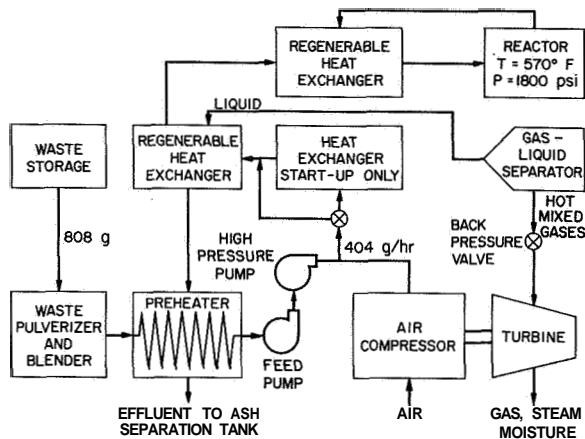 REGENERABLE
HEAT
EXCHANGER
REACTOR
T = 570° F
P = 1800 psi
LIQUID
WASTE
STORAGE
REGENERABLE
HEAT
EXCHANGER
HEAT
EXCHANGER
START-UP ONLY
GAS -
LIQUID
SEPARATOR
HOT
MIXED
GASES
808 g
HIGH
PRESSURE
PUMP
404 g/hr
BACK
PRESSURE
VALVE
WASTE
PULVERIZER
AND
BLENDER
PREHEATER
FEED
PUMP
AIR
COMPRESSOR
TURBINE
EFFLUENT TO ASH
SEPARATION TANK
AIR
GAS, STEAM
MOISTURE